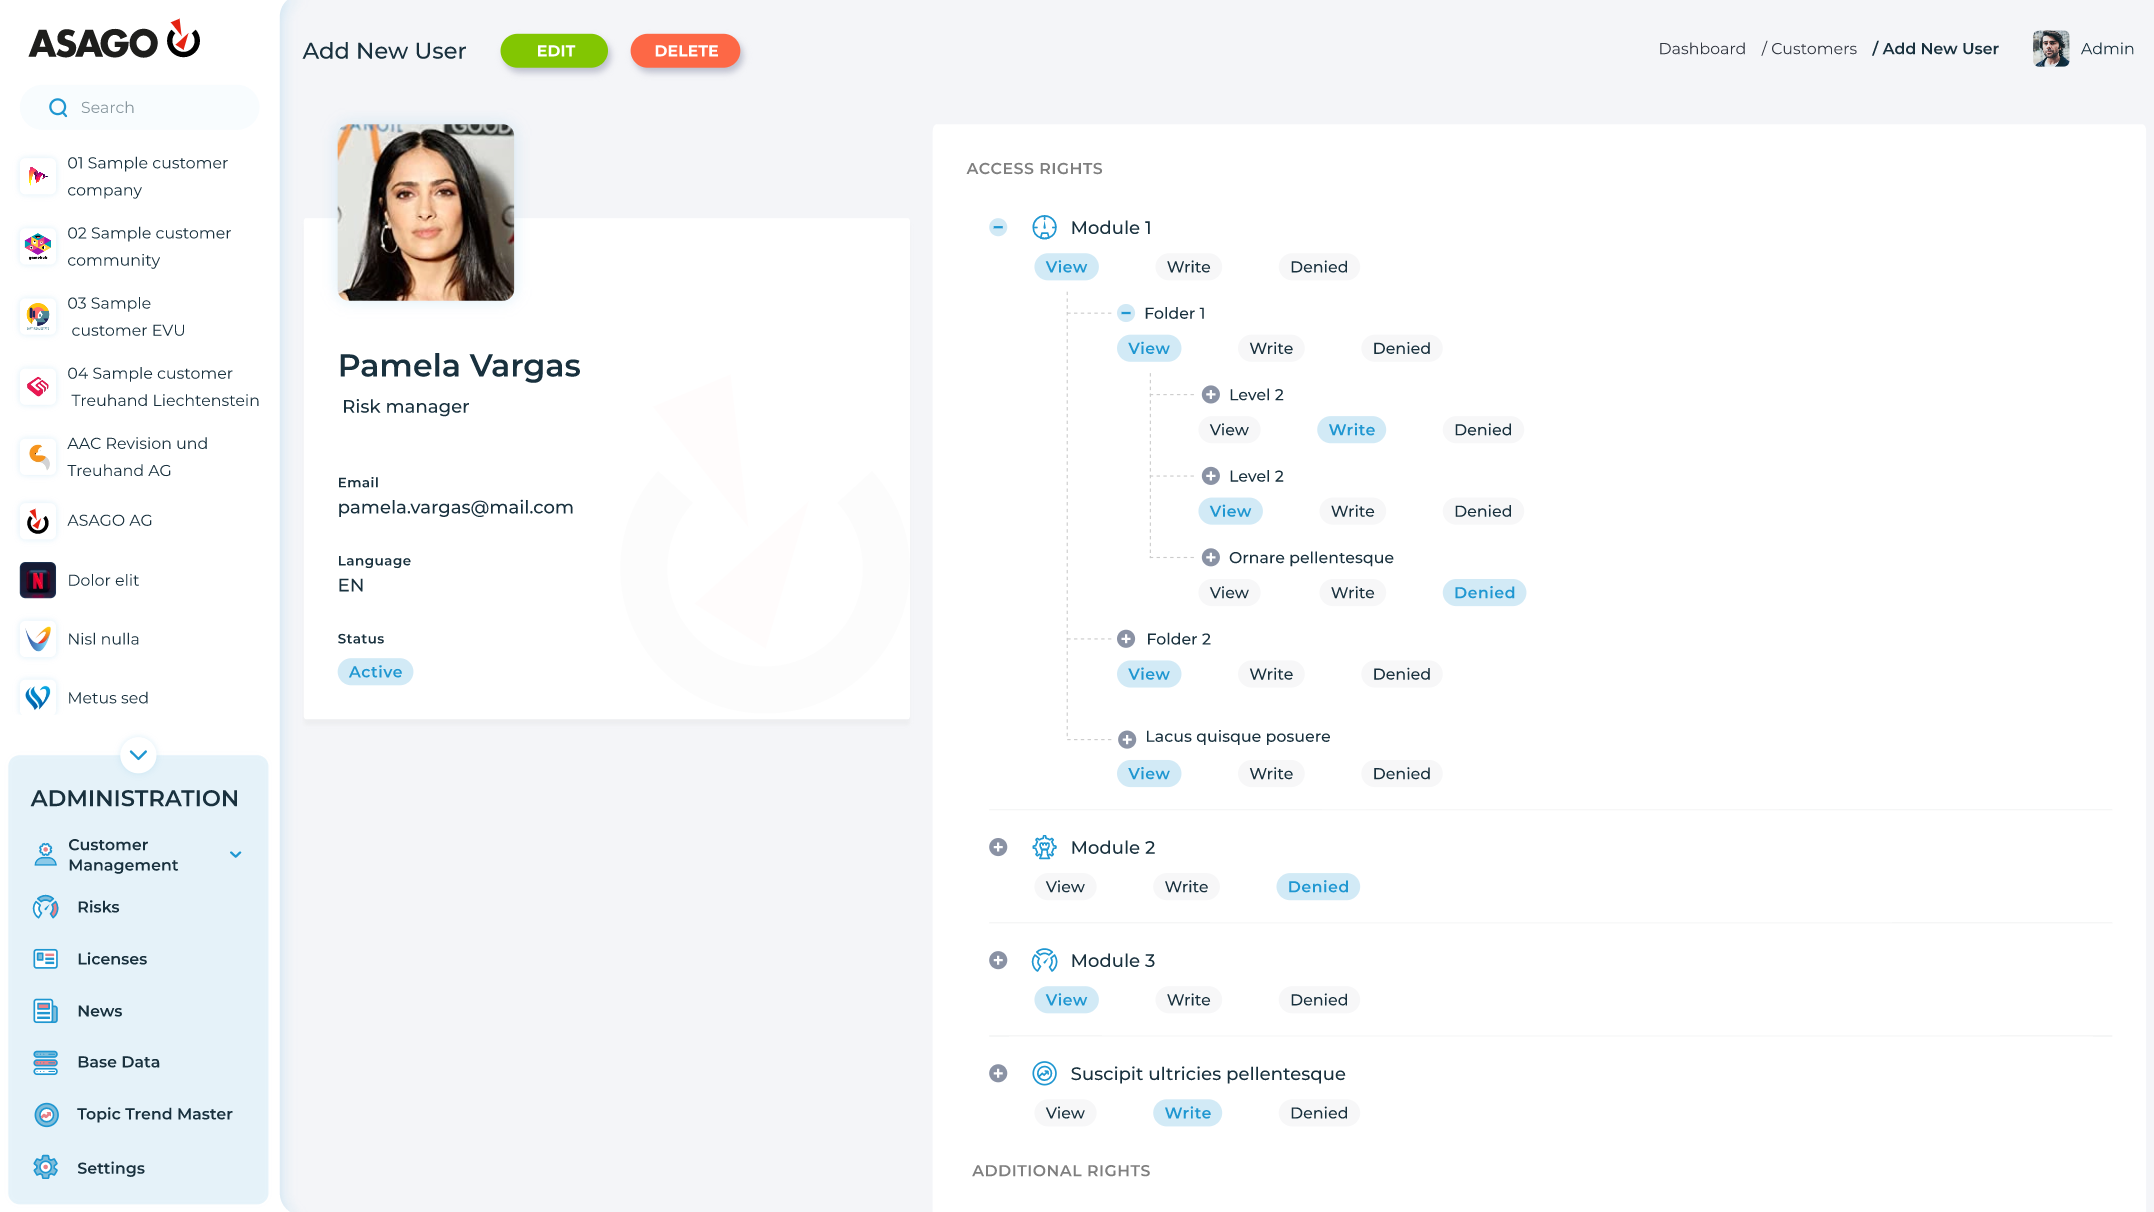 ASAGO
Search
01 Sample customer
company
02 Sample customer
community
03 Sample
customer EVU
04 Sample customer
Treuhand Liechtenstein
AAC Revision und
Treuhand AG
ASAGO AG
Dolor elit
Nisl nulla
Metus sed
ADMINISTRATION
Customer
Management
Risks
Licenses
News
Base Data
Topic Trend Master
Settings
Add New User
EDIT
DELETE
Dashboard / Customers / Add New User
Admin
GOOD
Pamela Vargas
Risk manager
Email
pamela.vargas@mail.com
Language
EN
Status
Active
ACCESS RIGHTS
Module 1
View Write Denied
Folder 1
View Write Denied
Level 2
View Write Denied
Level 2
View Write Denied
Ornare pellentesque
View Write Denied
Folder 2
View Write Denied
Lacus quisque posuere
View Write Denied
Module 2
View Write Denied
Module 3
View Write Denied
Suscipit ultricies pellentesque
View Write Denied
ADDITIONAL RIGHTS